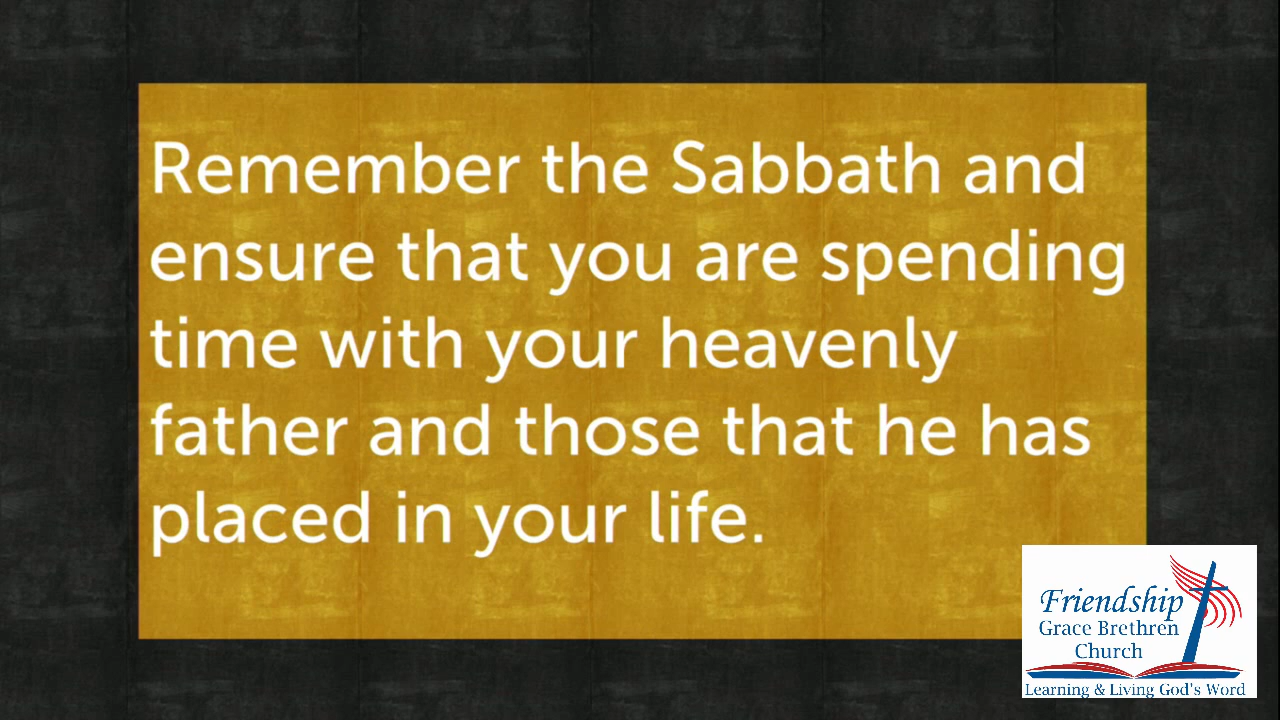 Remember the Sabbath and
ensure that you are spending
time with your heavenly
father and those that he has
placed in your life.
Friendship
Grace Brethren
Church
Learning & Living God's Word